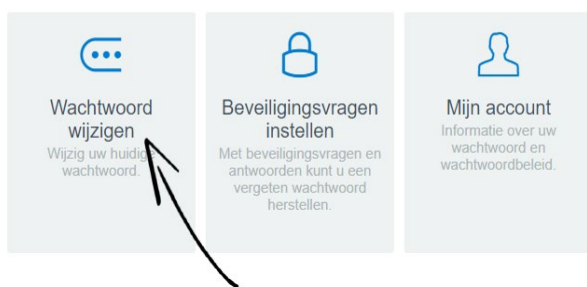 Wachtwoord
wijzigen
Wijzig uw huidige
wachtwoord.
Beveiligingsvragen
instellen
Met beveiligingsvragen en
antwoorden kunt u een
vergeten wachtwoord
herstellen.
Mijn account
Informatie over uw
wachtwoord en
wachtwoordbeleid.